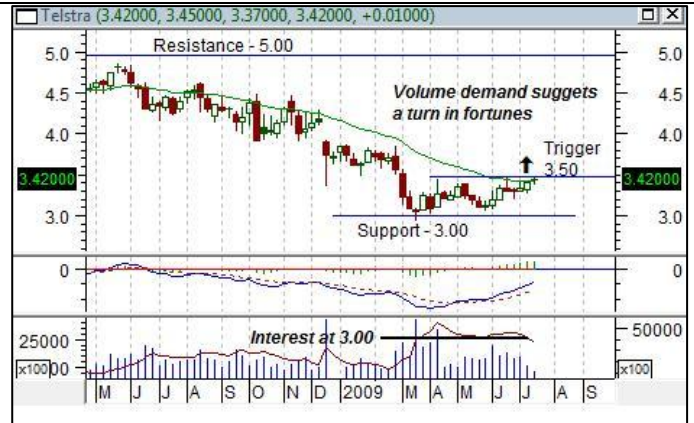 Telstra (3.42000, 3.45000, 3.37000, 3.42000, +0.01000)
Resistance - 5.00
5.0 5.0
4.5 4.5
Volume demand suggets
a turn in fortunes
4.0 4.0
Trigger
3.50
3.42000 3.42000
3.0 3.0
Support - 3.00
0 0
Interest at 3.00
25000 50000
x100 00 x100
M J J A S O N D 2009 M A M J J A S